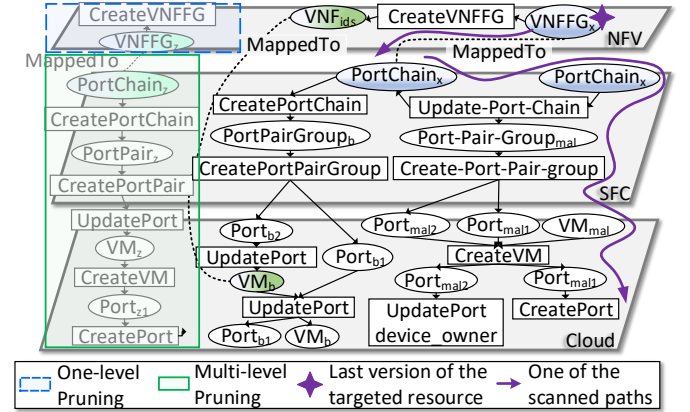 CreateVNFFG
VNFFG_z
VNF_ids
CreateVNFFG
VNFFG_x
NFV
MappedTo
MappedTo
MappedTo
PortChain_z
PortChain_x
PortChain_x
CreatePortChain
CreatePortChain
Update-Port-Chain
PortPair_z
PortPairGroup_b
Port-Pair-Group_mal
CreatePortPair
CreatePortPairGroup
Create-Port-Pair-group
SFC
UpdatePort
Port_b2
Port_mal2
Port_mal1
VM_mal
VM_z
UpdatePort
Port_b1
CreateVM
CreateVM
VM_b
Port_mal2
Port_mal1
Port_z1
UpdatePort
UpdatePort
device_owner
CreatePort
CreatePort
Port_b1
VM_b
Cloud
One-level
Pruning
Multi-level
Pruning
Last version of the
targeted resource
One of the
scanned paths